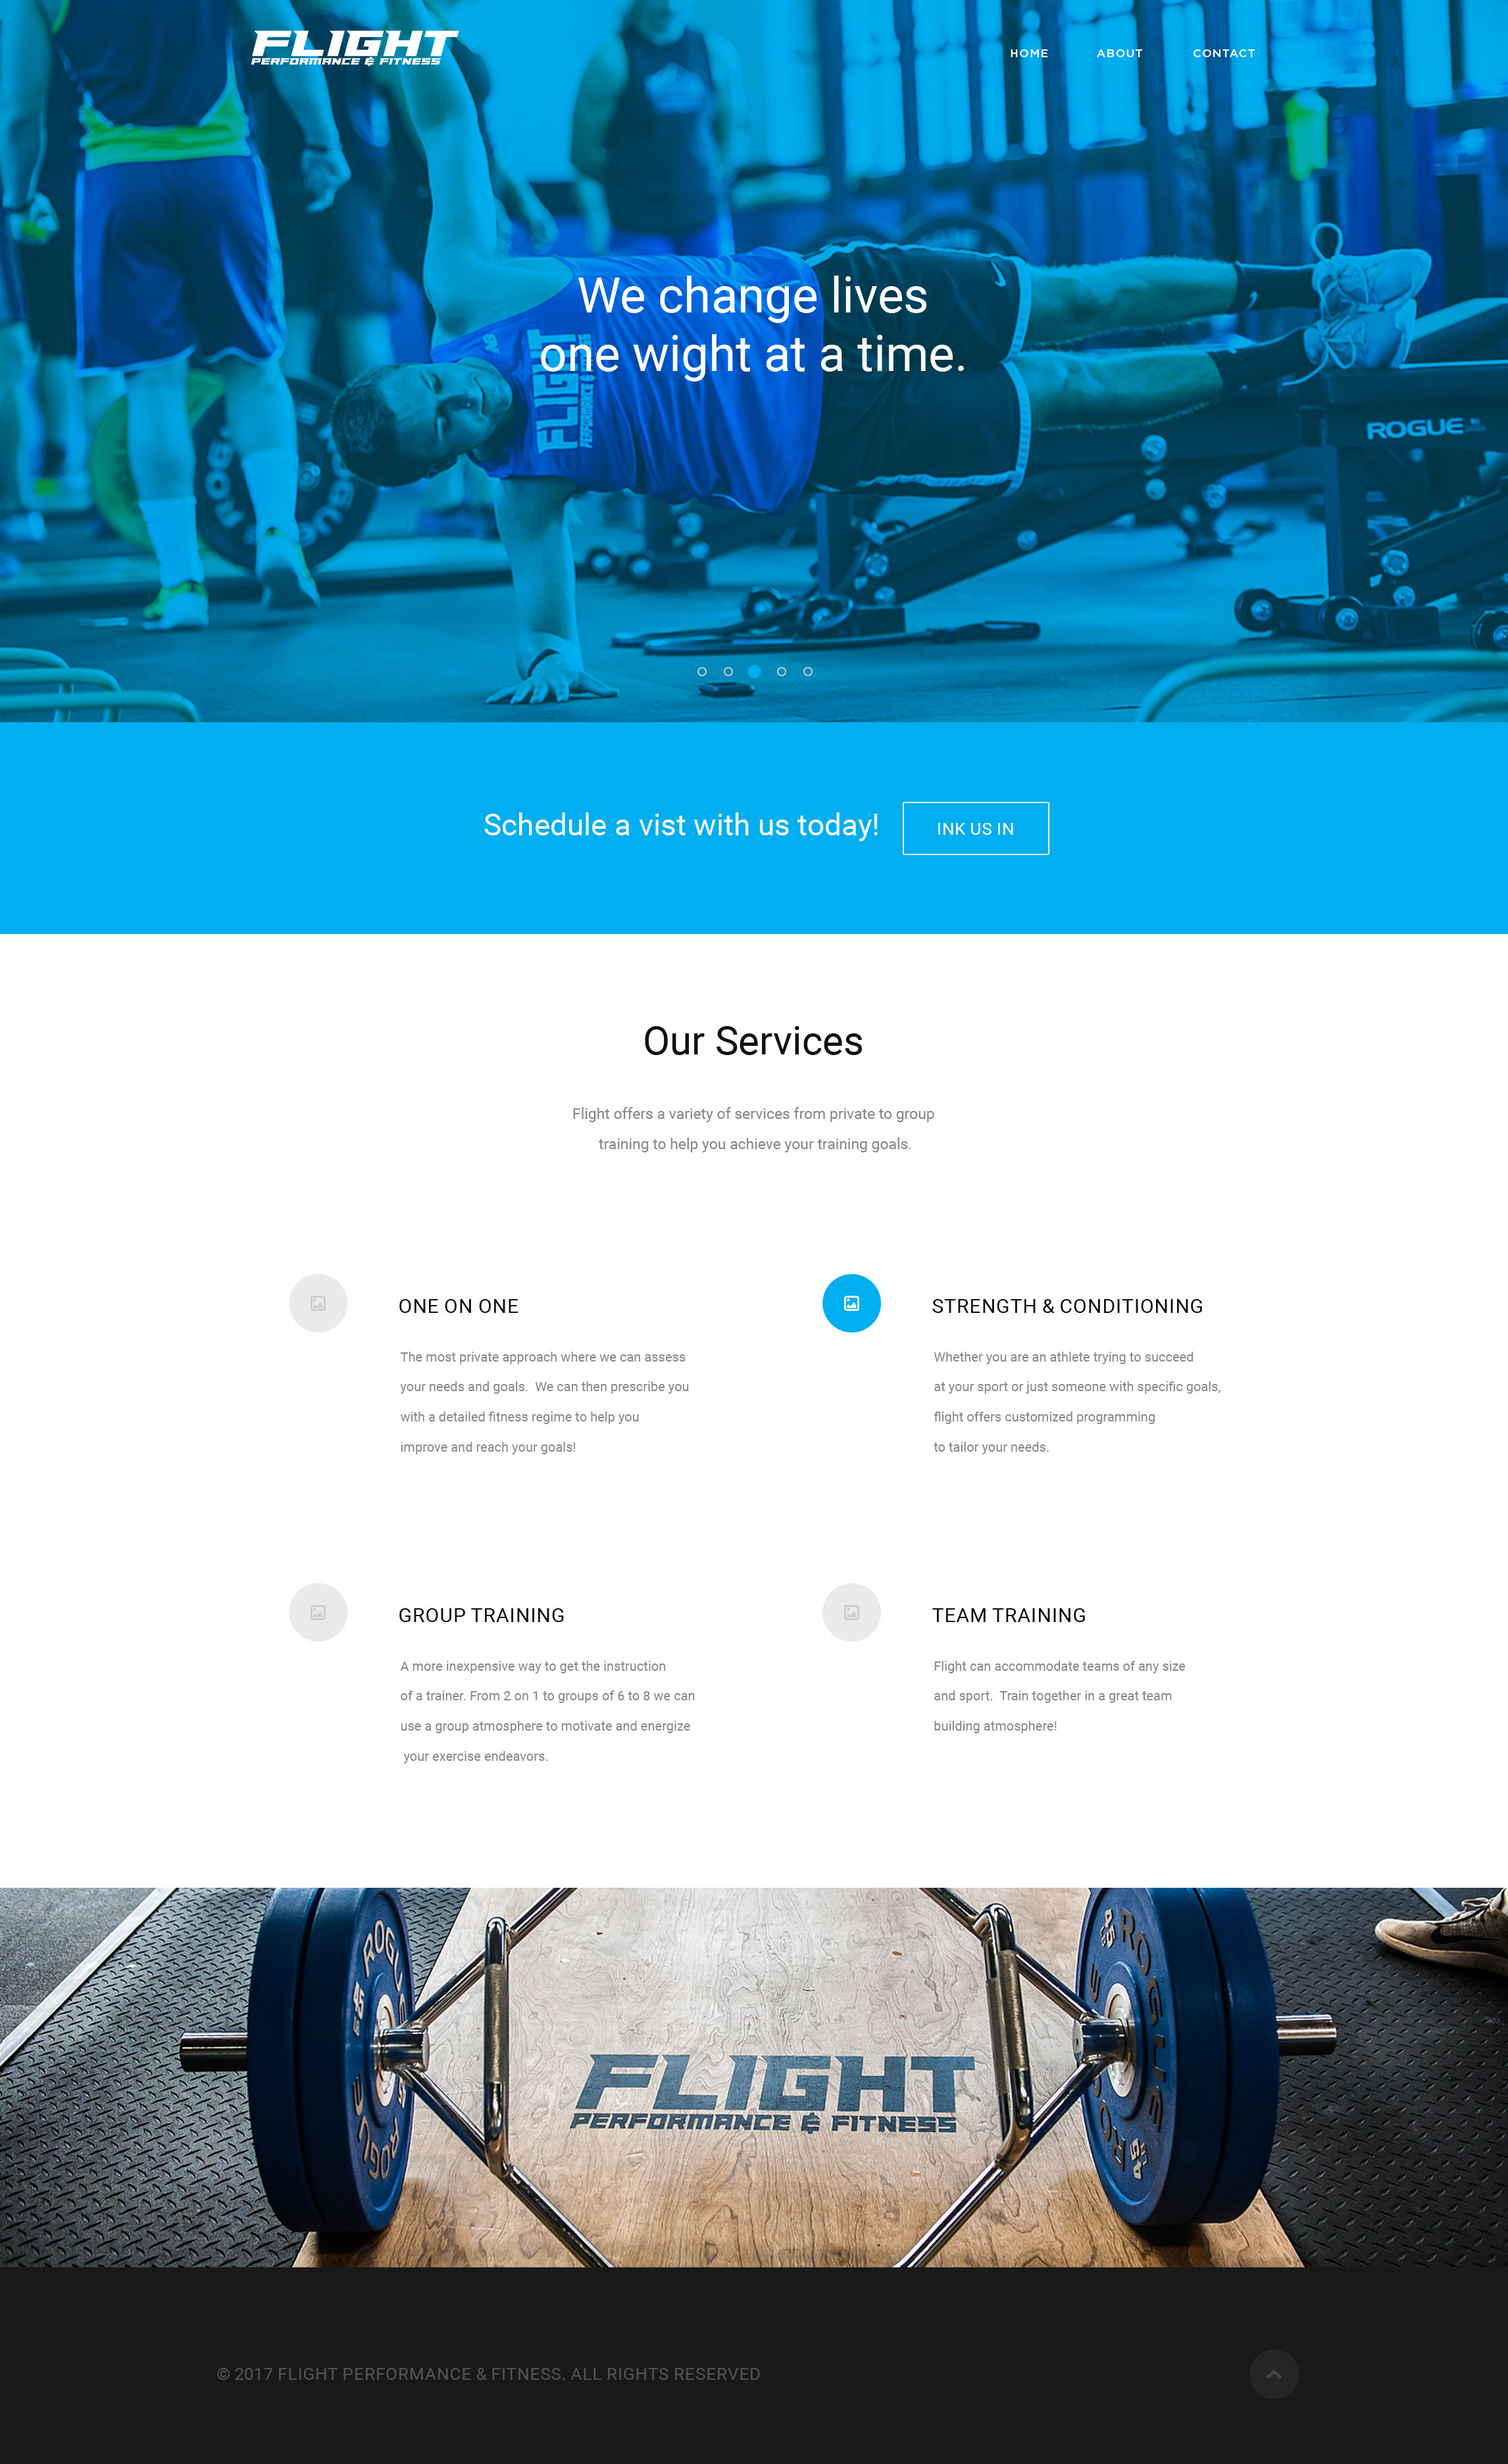 FLIGHT
PERFORMANCE & FITNESS
HOME ABOUT CONTACT
We change lives
one wight at a time.
FLIGHT
PERFORMANCE &
ROGUE
ROGUE
Schedule a vist with us today!
INK US IN
Our Services
Flight offers a variety of services from private to group
training to help you achieve your training goals.
ONE ON ONE
The most private approach where we can assess
your needs and goals.  We can then prescribe you
with a detailed fitness regime to help you
improve and reach your goals!
STRENGTH & CONDITIONING
Whether you are an athlete trying to succeed
at your sport or just someone with specific goals,
flight offers customized programming
to tailor your needs.
GROUP TRAINING
A more inexpensive way to get the instruction
of a trainer. From 2 on 1 to groups of 6 to 8 we can
use a group atmosphere to motivate and energize
your exercise endeavors.
TEAM TRAINING
Flight can accommodate teams of any size
and sport.  Train together in a great team
building atmosphere!
ROGUE
45
ROGUE
ROGUE
45
FLIGHT
PERFORMANCE & FITNESS
© 2017 FLIGHT PERFORMANCE & FITNESS. ALL RIGHTS RESERVED